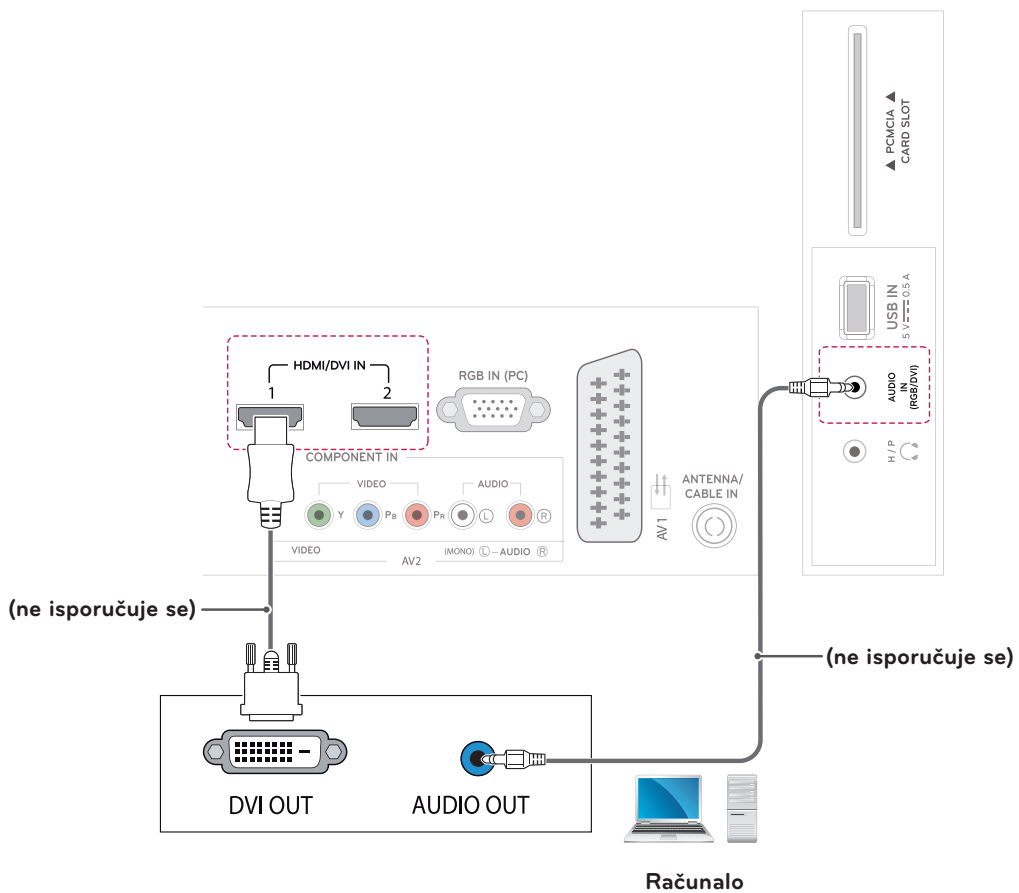 ▲ PCMCIA ▲
CARD SLOT
USB IN
5 V 0.5 A
AUDIO
IN
(RGB/DVI)
H / P
HDMI/DVI IN
1 2
RGB IN (PC)
COMPONENT IN
VIDEO AUDIO
Y PB PR L R
VIDEO
AV2
(MONO) L – AUDIO R
AV1
ANTENNA/
CABLE IN
(ne isporučuje se)
(ne isporučuje se)
DVI OUT
AUDIO OUT
Računalo